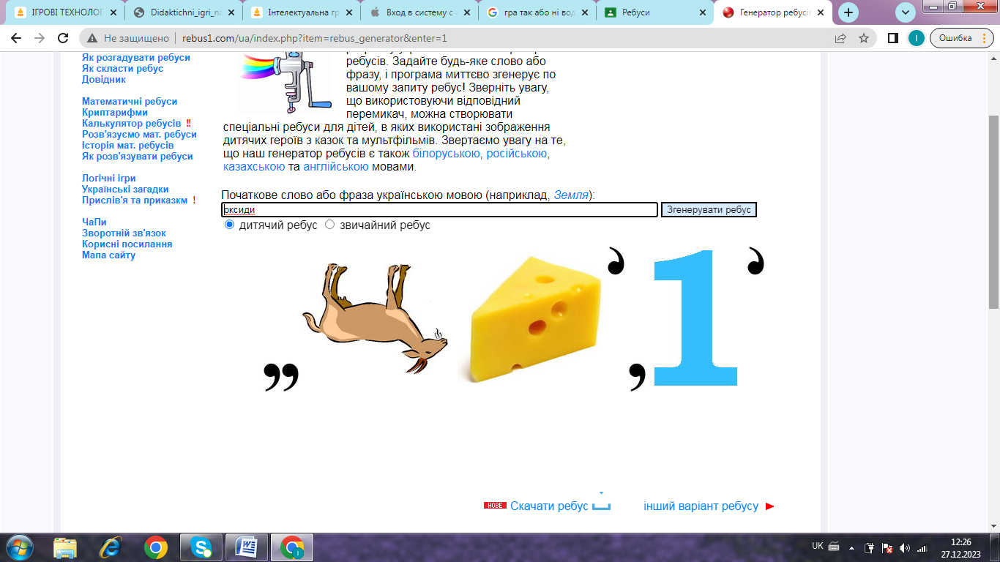 ІГРОВІ ТЕХНОЛОГ
Didaktichni_igri_na
Інтелектуальна гр
Вход в систему с A
гра так або ні вод
Ребуси
Генератор ребусів
Не защищено
rebus1.com/ua/index.php?item=rebus_generator&enter=1
І
Ошибка
Як розгадувати ребуси
Як скласти ребус
Довідник
Математичні ребуси
Криптарифми
Калькулятор ребусів !!
Розв'язуємо мат. ребуси
Історія мат. ребусів
Як розв'язувати ребуси
Логічні ігри
Українські загадки
Прислів'я та приказкм !
ЧаПи
Зворотній зв'язок
Корисні посилання
Мапа сайту
ребусів. Задайте будь-яке слово або
фразу, і програма миттєво згенерує по
вашому запиту ребус! Зверніть увагу,
що використовуючи відповідний
перемикач, можна створювати
спеціальні ребуси для дітей, в яких використані зображення
дитячих героїв з казок та мультфільмів. Звертаємо увагу на те,
що наш генератор ребусів є також білоруською, російською,
казахською та англійською мовами.
Початкове слово або фраза українською мовою (наприклад, Земля):
оксиди
Згенерувати ребус
дитячий ребус звичайний ребус
,, , , 1 ,
НОВЕ Скачати ребус
інший варіант ребусу
UK
12:26
27.12.2023